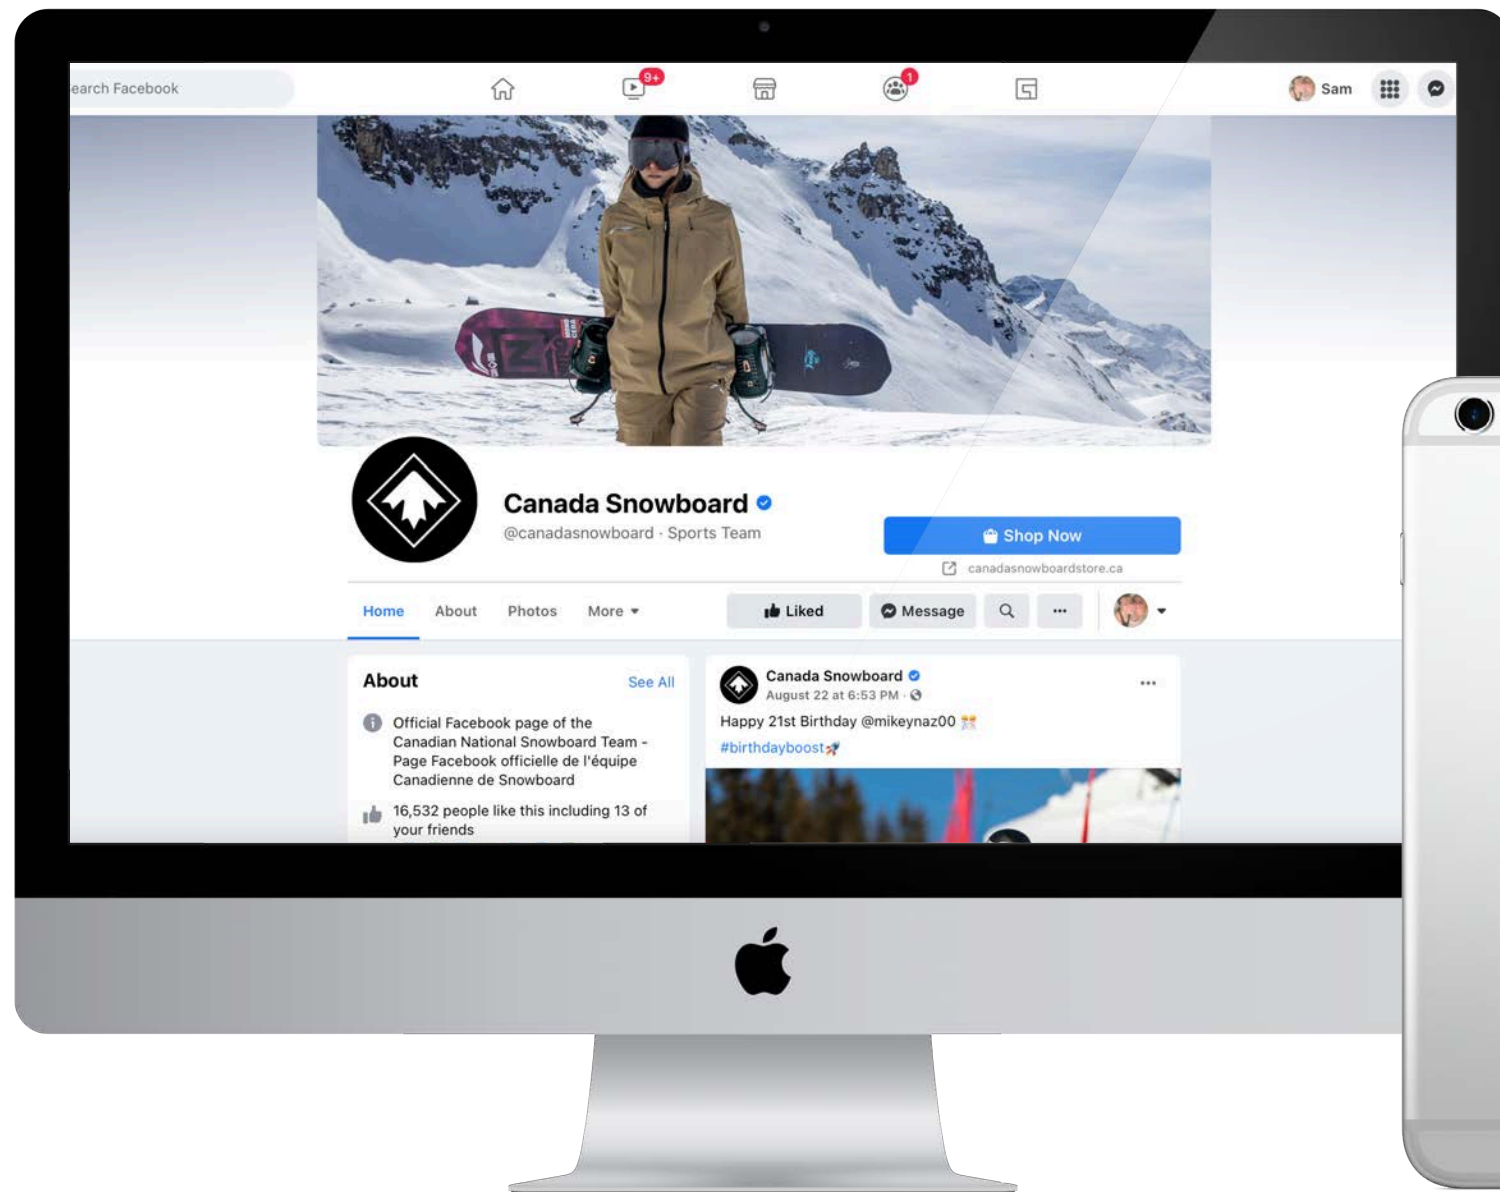 earch Facebook
9+
1
Sam
Canada Snowboard
@canadasnowboard · Sports Team
Shop Now
canadasnowboardstore.ca
Home
About
Photos
More
Liked
Message
About
See All
Official Facebook page of the
Canadian National Snowboard Team -
Page Facebook officielle de l'équipe
Canadienne de Snowboard
16,532 people like this including 13 of
your friends
Canada Snowboard
August 22 at 6:53 PM ·
Happy 21st Birthday @mikeynaz00 🎊
#birthdayboost🚀